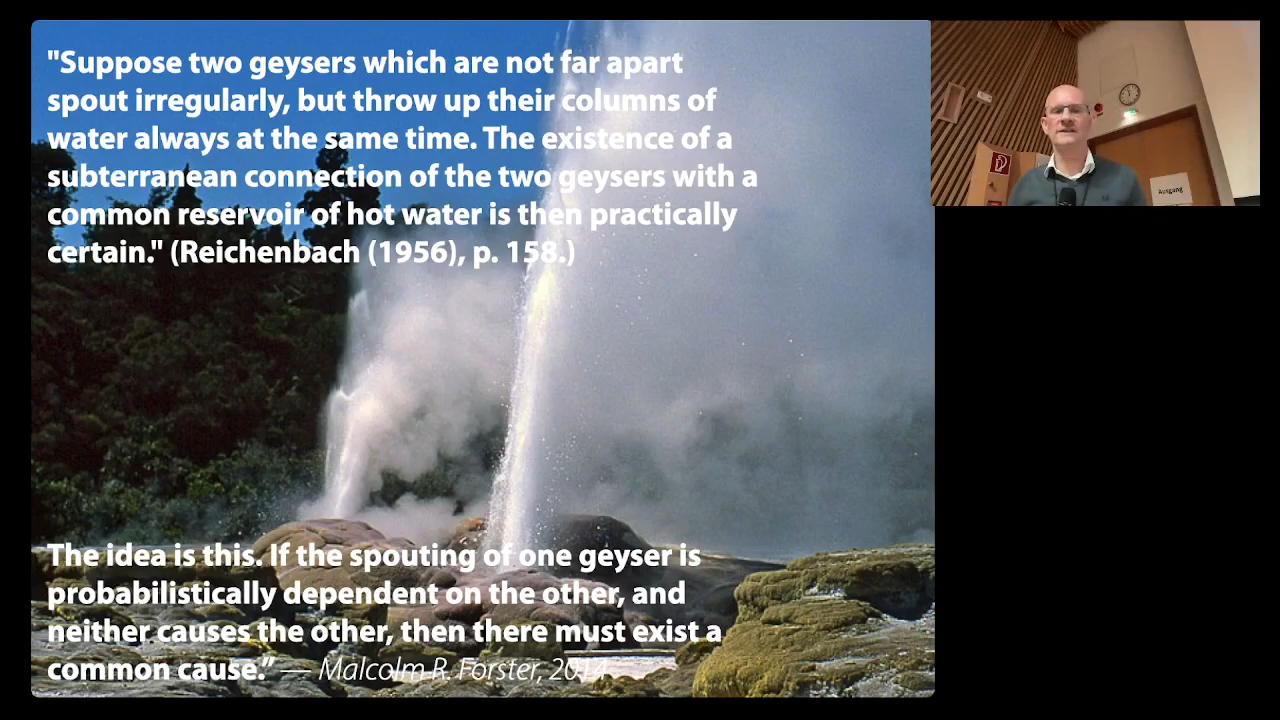 "Suppose two geysers which are not far apart
spout irregularly, but throw up their columns of
water always at the same time. The existence of a
subterranean connection of the two geysers with a
common reservoir of hot water is then practically
certain." (Reichenbach (1956), p. 158.)
The idea is this. If the spouting of one geyser is
probabilistically dependent on the other, and
neither causes the other, then there must exist a
common cause.” — Malcolm R. Forster, 2014
Ausgang